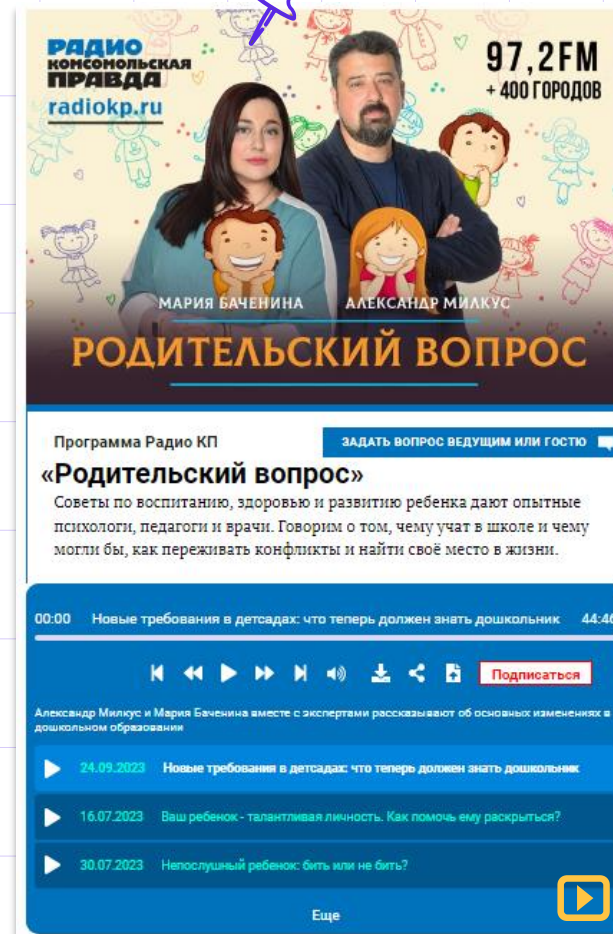 РАДИО
КОМСОМОЛЬСКАЯ
ПРАВДА
radiokp.ru
97,2FM
+ 400 ГОРОДОВ
МАРИЯ БАЧЕНИНА АЛЕКСАНДР МИЛКУС
РОДИТЕЛЬСКИЙ ВОПРОС
Программа Радио КП
ЗАДАТЬ ВОПРОС ВЕДУЩИМ ИЛИ ГОСТЮ
«Родительский вопрос»
Советы по воспитанию, здоровью и развитию ребенка дают опытные
психологи, педагоги и врачи. Говорим о том, чему учат в школе и чему
могли бы, как переживать конфликты и найти своё место в жизни.
00:00 Новые требования в детсадах: что теперь должен знать дошкольник 44:46
Подписаться
Александр Милкус и Мария Баченина вместе с экспертами рассказывают об основных изменениях в
дошкольном образовании
24.09.2023 Новые требования в детсадах: что теперь должен знать дошкольник
16.07.2023 Ваш ребенок - талантливая личность. Как помочь ему раскрыться?
30.07.2023 Непослушный ребенок: бить или не бить?
Еще